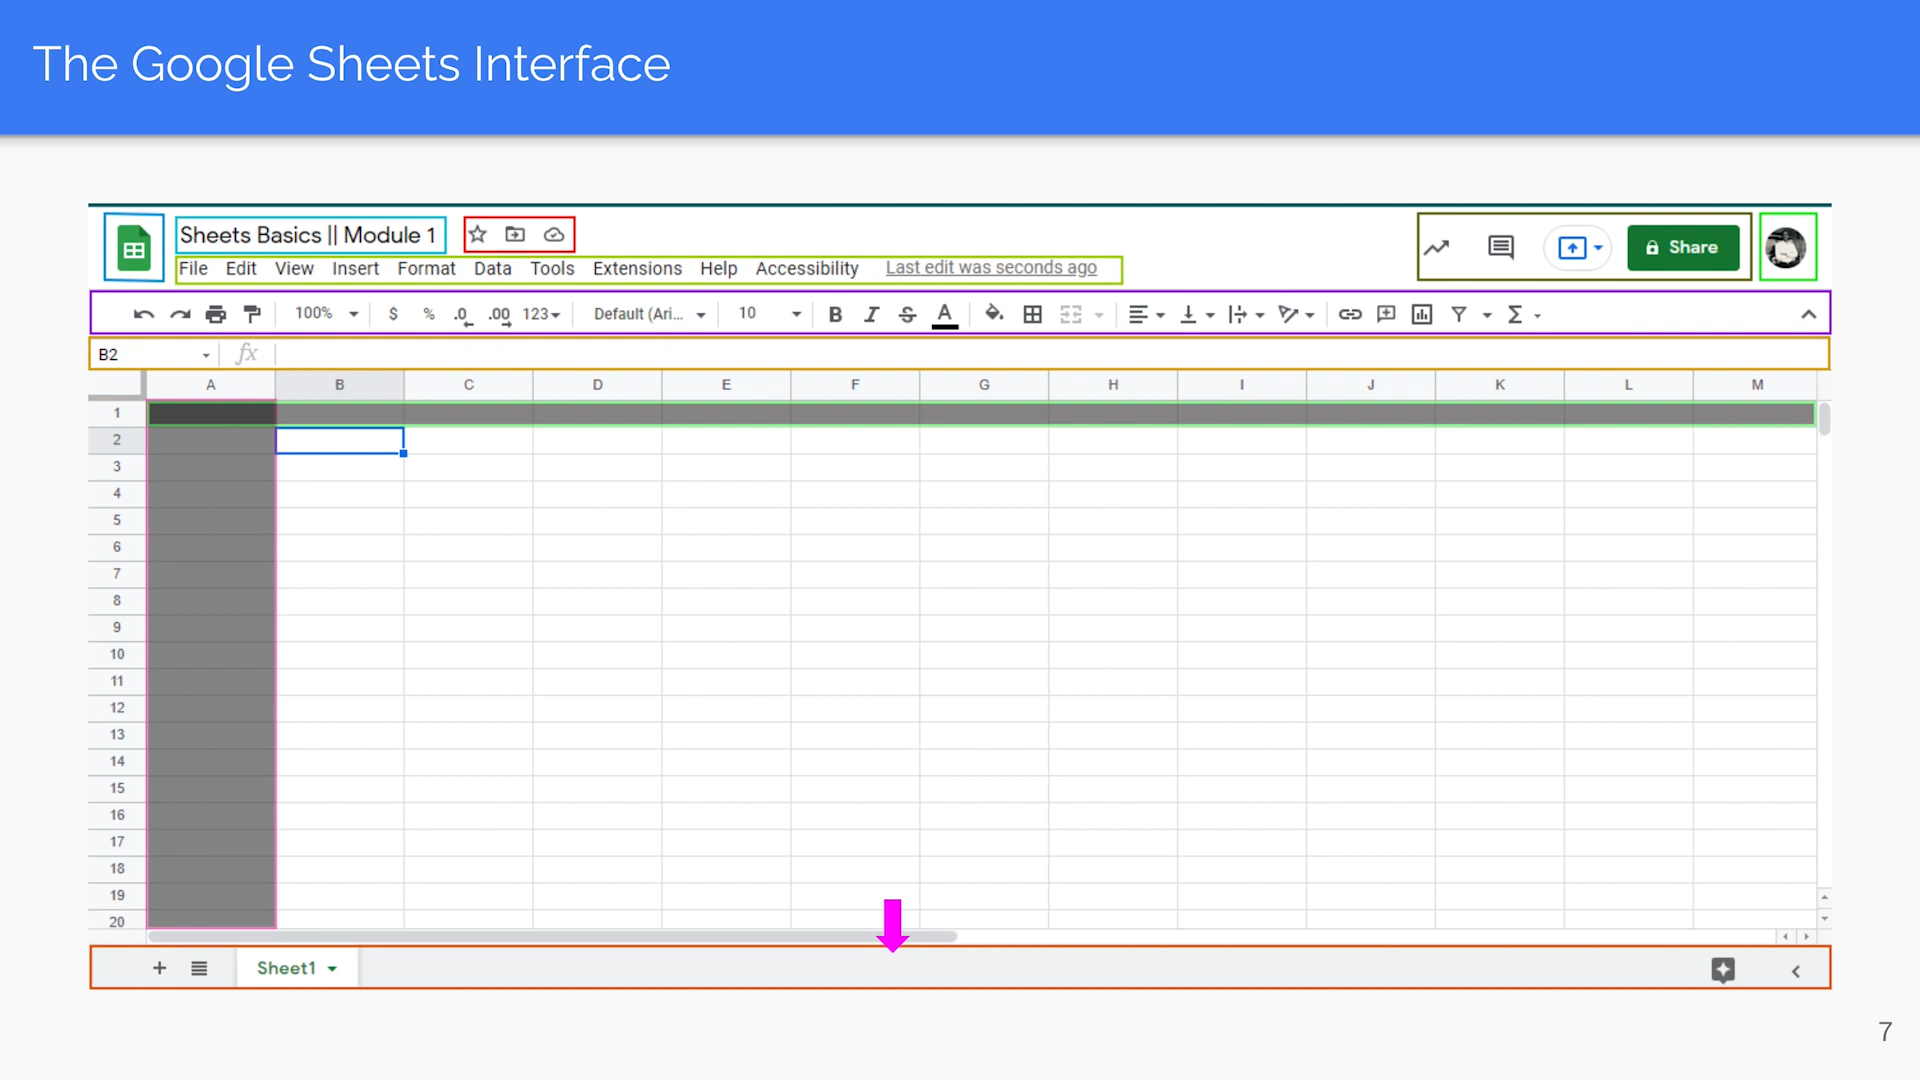 The Google Sheets Interface
Sheets Basics || Module 1
File Edit View Insert Format Data Tools Extensions Help Accessibility Last edit was seconds ago
Share
100% $ % .0 .00 123 Default (Ari... 10 B I S A Σ
B2 fx
A B C D E F G H I J K L M
1
2
3
4
5
6
7
8
9
10
11
12
13
14
15
16
17
18
19
20
+ Sheet1
7